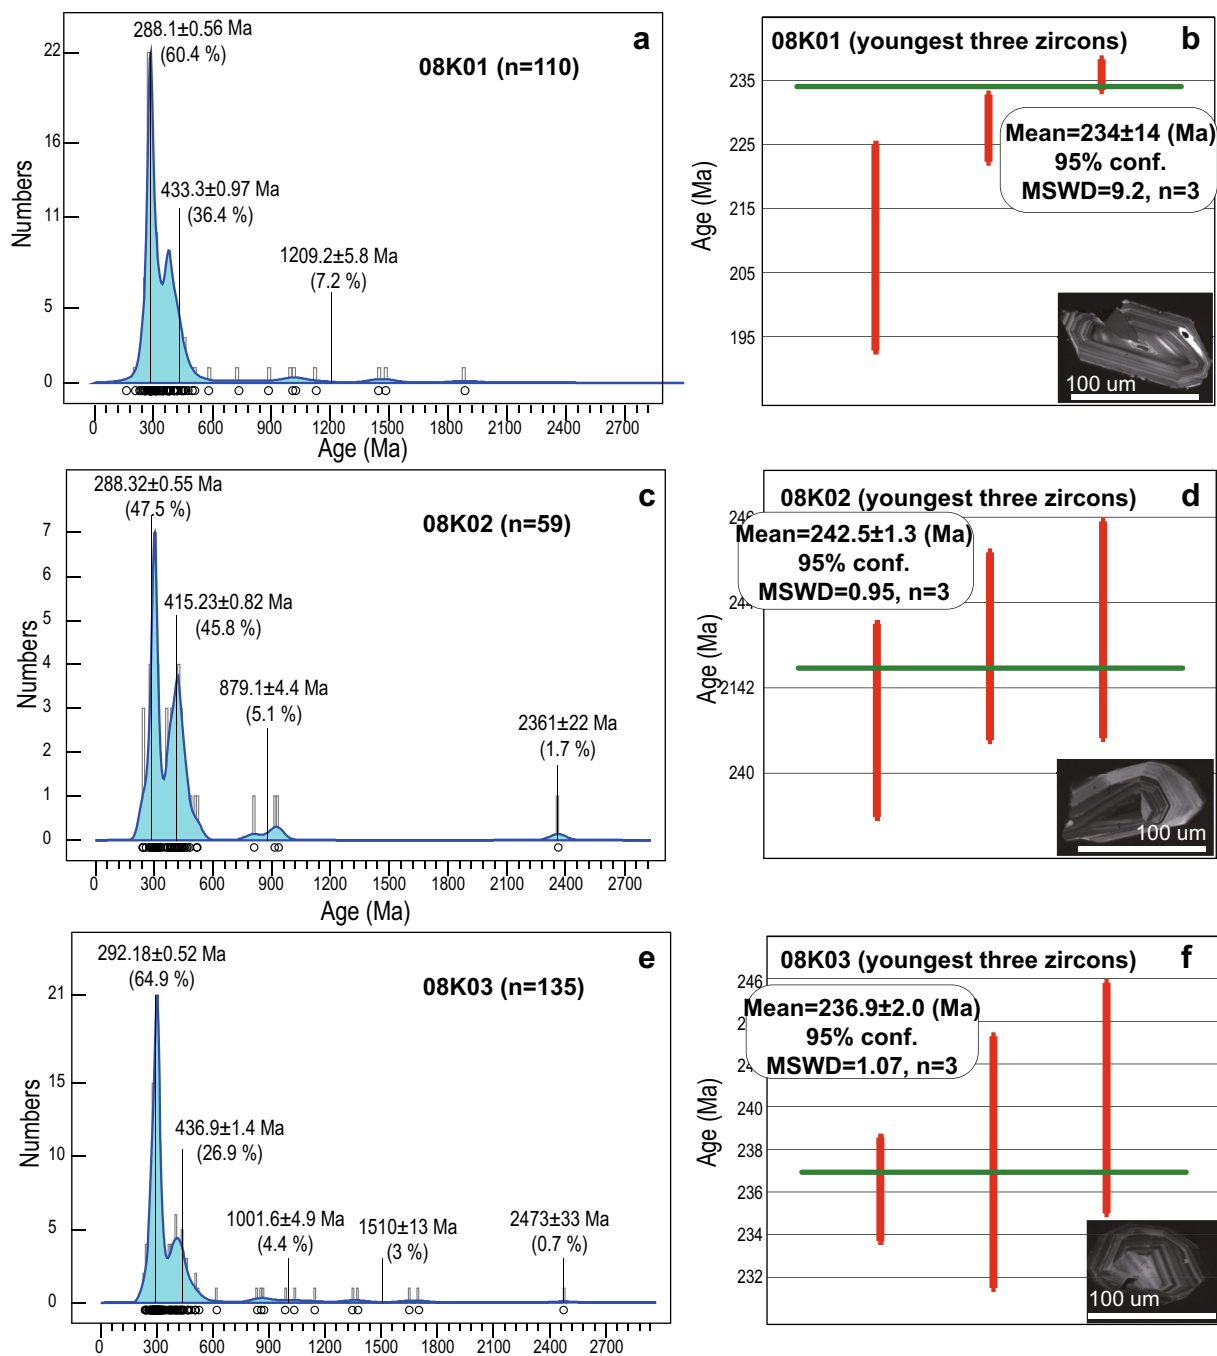 288.1±0.56 Ma
(60.4 %)
a
08K01 (n=110)
22
16
11
5
0
Numbers
433.3±0.97 Ma
(36.4 %)
1209.2±5.8 Ma
(7.2 %)
0 300 600 900 1200 1500 1800 2100 2400 2700
Age (Ma)
08K01 (youngest three zircons)
b
235
225
215
205
195
Age (Ma)
Mean=234±14 (Ma)
95% conf.
MSWD=9.2, n=3
100 um
288.32±0.55 Ma
(47.5 %)
c
08K02 (n=59)
7
6
5
4
3
2
1
0
Numbers
415.23±0.82 Ma
(45.8 %)
879.1±4.4 Ma
(5.1 %)
2361±22 Ma
(1.7 %)
0 300 600 900 1200 1500 1800 2100 2400 2700
Age (Ma)
08K02 (youngest three zircons)
d
246
Mean=242.5±1.3 (Ma)
95% conf.
MSWD=0.95, n=3
244
2142
240
Age (Ma)
100 um
292.18±0.52 Ma
(64.9 %)
e
08K03 (n=135)
21
15
10
5
0
Numbers
436.9±1.4 Ma
(26.9 %)
1001.6±4.9 Ma
(4.4 %)
1510±13 Ma
(3 %)
2473±33 Ma
(0.7 %)
0 300 600 900 1200 1500 1800 2100 2400 2700
08K03 (youngest three zircons)
f
246
Mean=236.9±2.0 (Ma)
95% conf.
MSWD=1.07, n=3
240
238
236
234
232
Age (Ma)
100 um